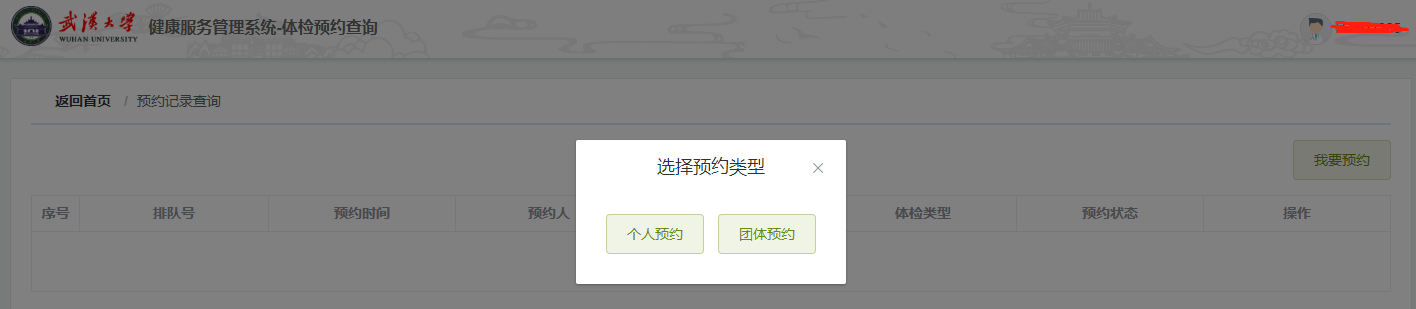 武汉大学
WUHAN UNIVERSITY
健康服务管理系统-体检预约查询
返回首页 / 预约记录查询
选择预约类型 ×
我要预约
序号 排队号 预约时间 预约人 体检类型 预约状态 操作
个人预约 团体预约